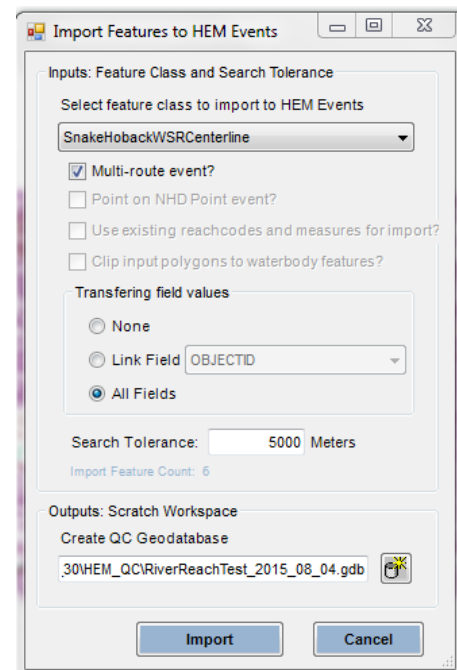 Import Features to HEM Events
Inputs: Feature Class and Search Tolerance
Select feature class to import to HEM Events
SnakeHobackWSRCenterline
Multi-route event?
Point on NHD Point event?
Use existing reachcodes and measures for import?
Clip input polygons to waterbody features?
Transfering field values
None
Link Field OBJECTID
All Fields
Search Tolerance: 5000 Meters
Import Feature Count: 6
Outputs: Scratch Workspace
Create QC Geodatabase
30\HEM_QC\RiverReachTest_2015_08_04.gdb
Import Cancel